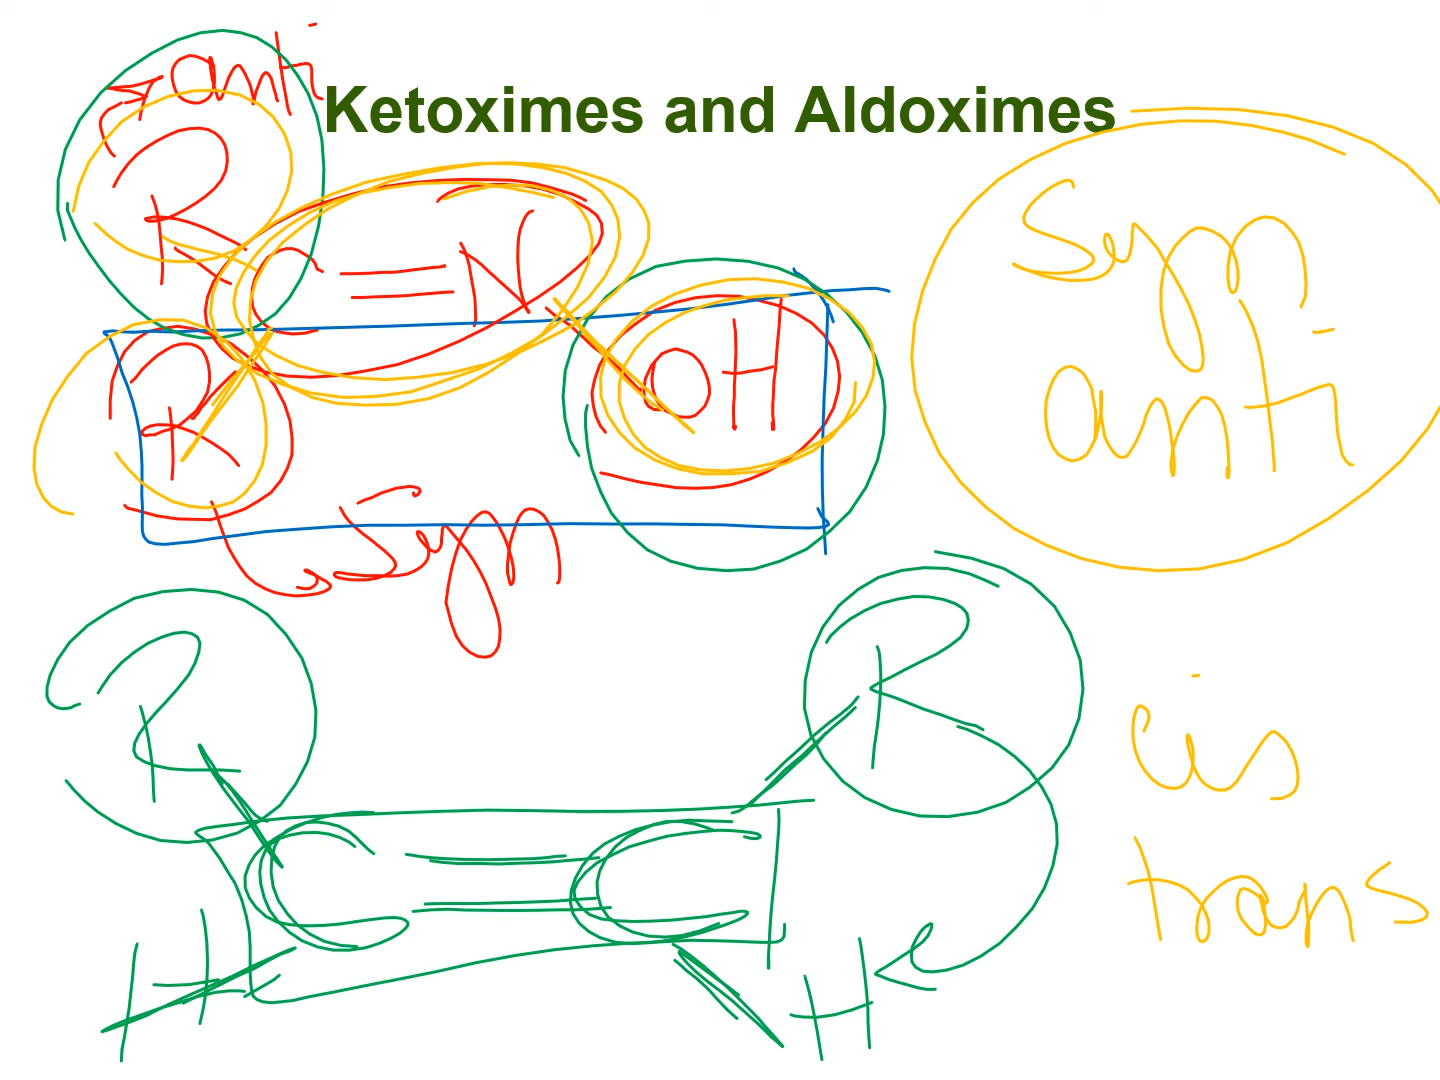 Ketoximes and Aldoximes
anti
R
C=N
R
OH
syn
syn
anti
R
R
C=C
H
H
cis
trans